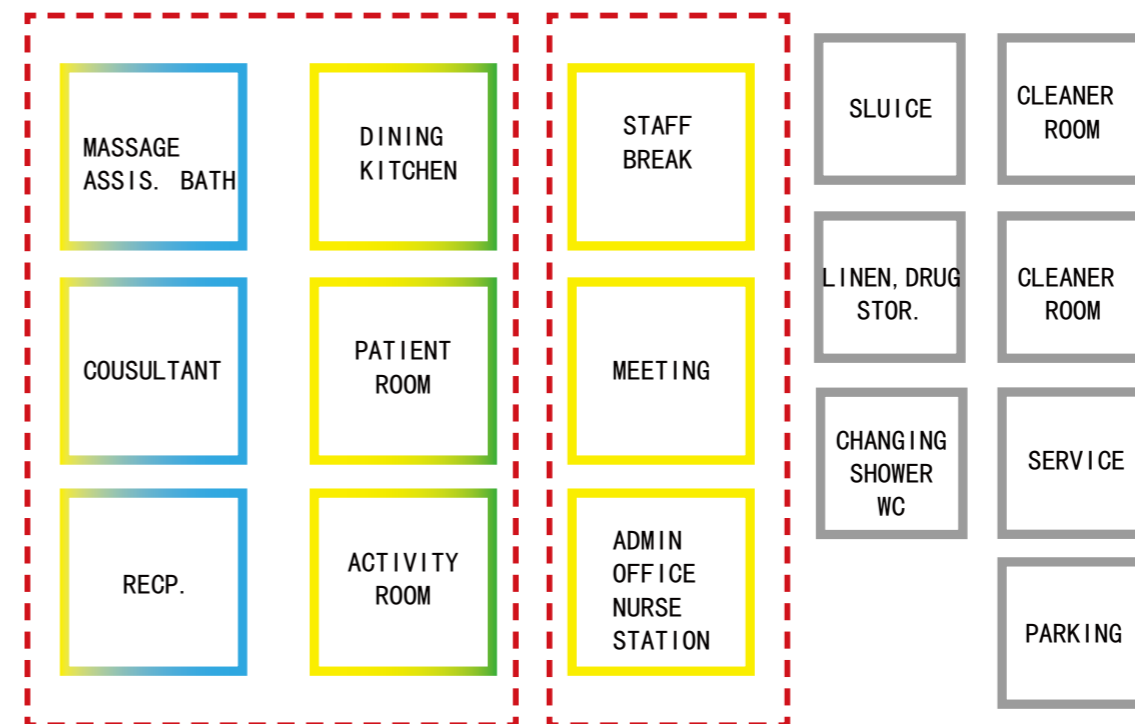 MASSAGE
ASSIS. BATH
DINING
KITCHEN
STAFF
BREAK
SLUICE
CLEANER
ROOM
COUSULTANT
PATIENT
ROOM
MEETING
LINEN,DRUG
STOR.
CLEANER
ROOM
RECP.
ACTIVITY
ROOM
ADMIN
OFFICE
NURSE
STATION
CHANGING
SHOWER
WC
SERVICE
PARKING